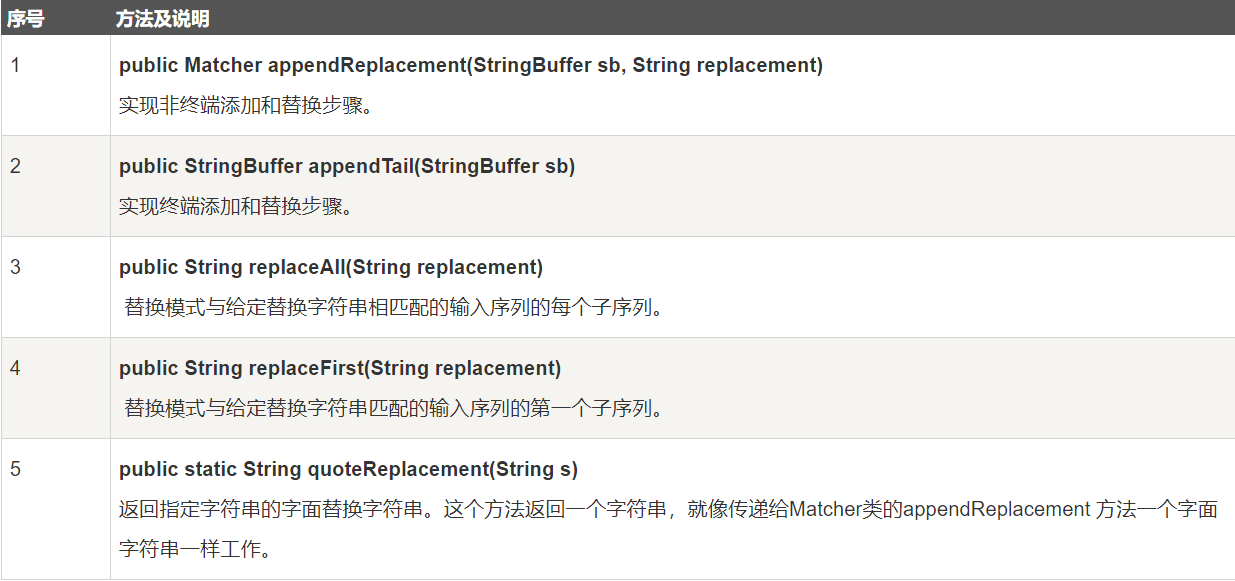 序号 方法及说明
1 public Matcher appendReplacement(StringBuffer sb, String replacement)
实现非终端添加和替换步骤。
2 public StringBuffer appendTail(StringBuffer sb)
实现终端添加和替换步骤。
3 public String replaceAll(String replacement)
替换模式与给定替换字符串相匹配的输入序列的每个子序列。
4 public String replaceFirst(String replacement)
替换模式与给定替换字符串匹配的输入序列的第一个子序列。
5 public static String quoteReplacement(String s)
返回指定字符串的字面替换字符串。这个方法返回一个字符串，就像传递给Matcher类的appendReplacement 方法一个字面
字符串一样工作。